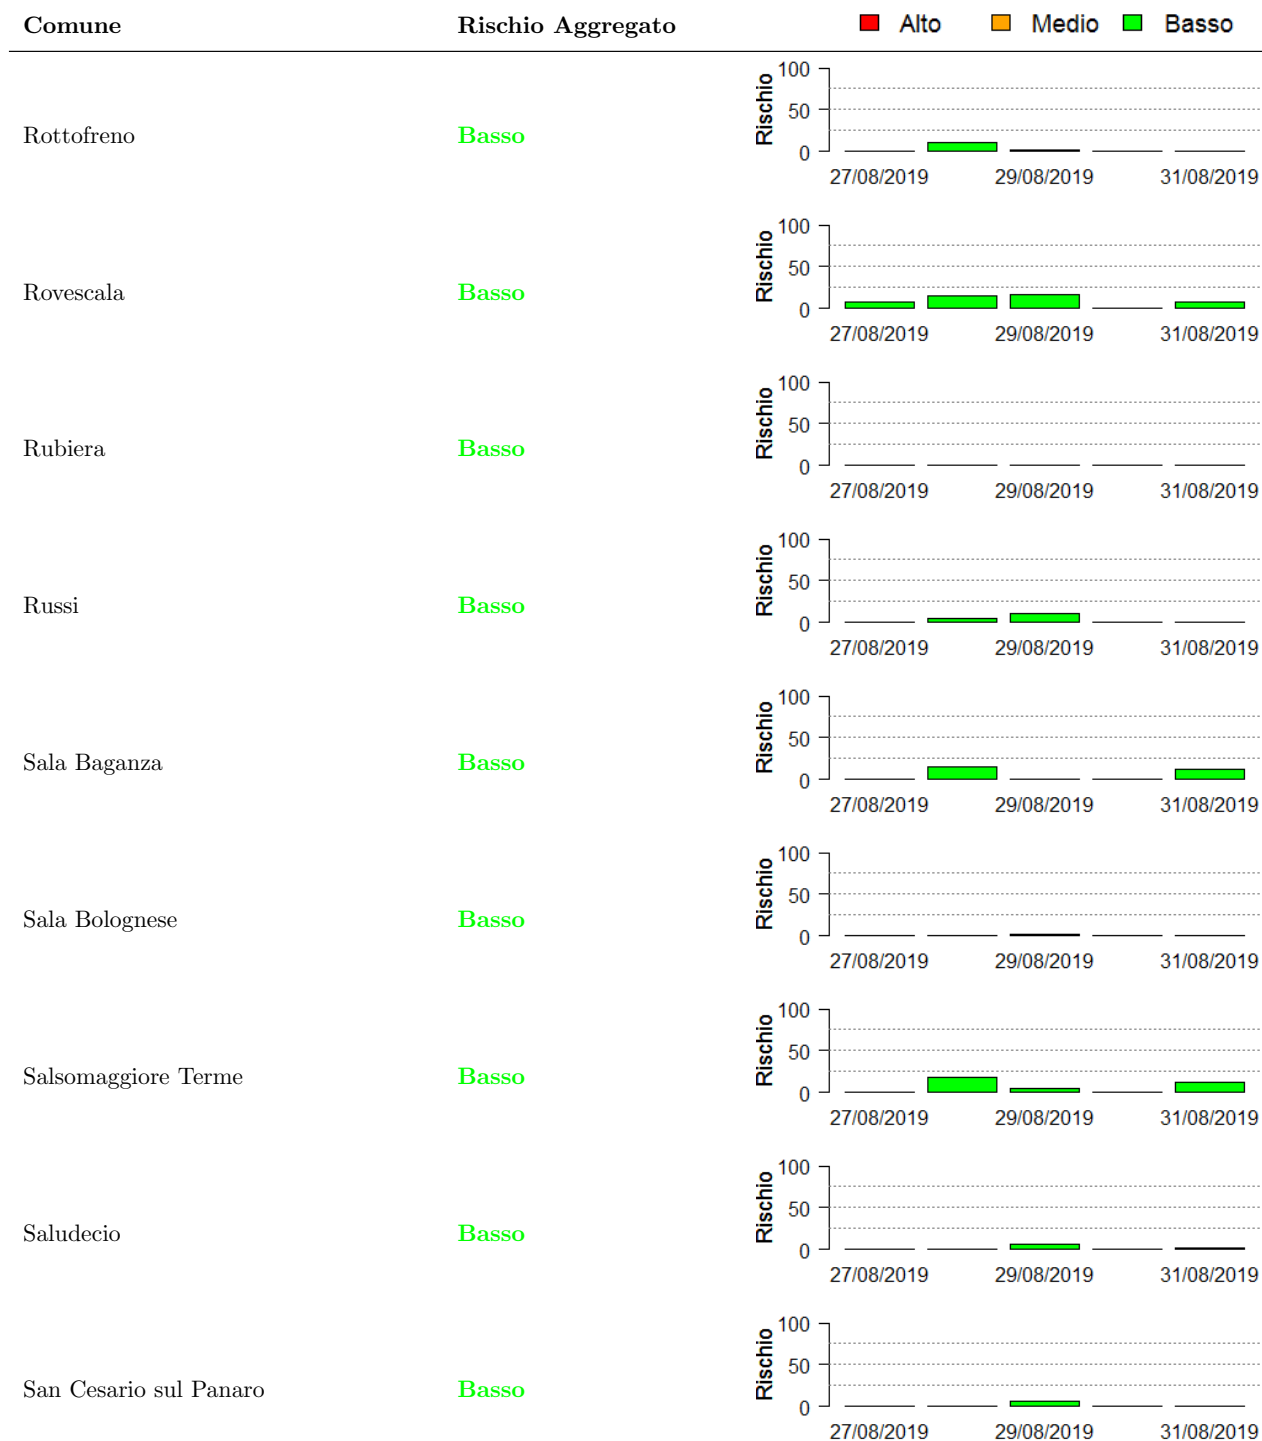 Comune Rischio Aggregato Alto Medio Basso
Rottofreno Basso
Rischio
100
50
0
27/08/2019 29/08/2019 31/08/2019
Rovescala Basso
Rischio
100
50
0
27/08/2019 29/08/2019 31/08/2019
Rubiera Basso
Rischio
100
50
0
27/08/2019 29/08/2019 31/08/2019
Russi Basso
Rischio
100
50
0
27/08/2019 29/08/2019 31/08/2019
Sala Baganza Basso
Rischio
100
50
0
27/08/2019 29/08/2019 31/08/2019
Sala Bolognese Basso
Rischio
100
50
0
27/08/2019 29/08/2019 31/08/2019
Salsomaggiore Terme Basso
Rischio
100
50
0
27/08/2019 29/08/2019 31/08/2019
Saludecio Basso
Rischio
100
50
0
27/08/2019 29/08/2019 31/08/2019
San Cesario sul Panaro Basso
Rischio
100
50
0
27/08/2019 29/08/2019 31/08/2019